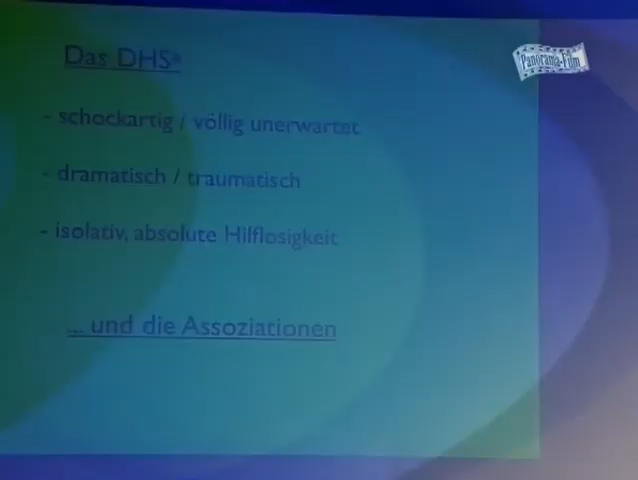 Das DHS®
Panorama-Film
- schockartig / völlig unerwartet
- dramatisch / traumatisch
- isolativ, absolute Hilflosigkeit
... und die Assoziationen